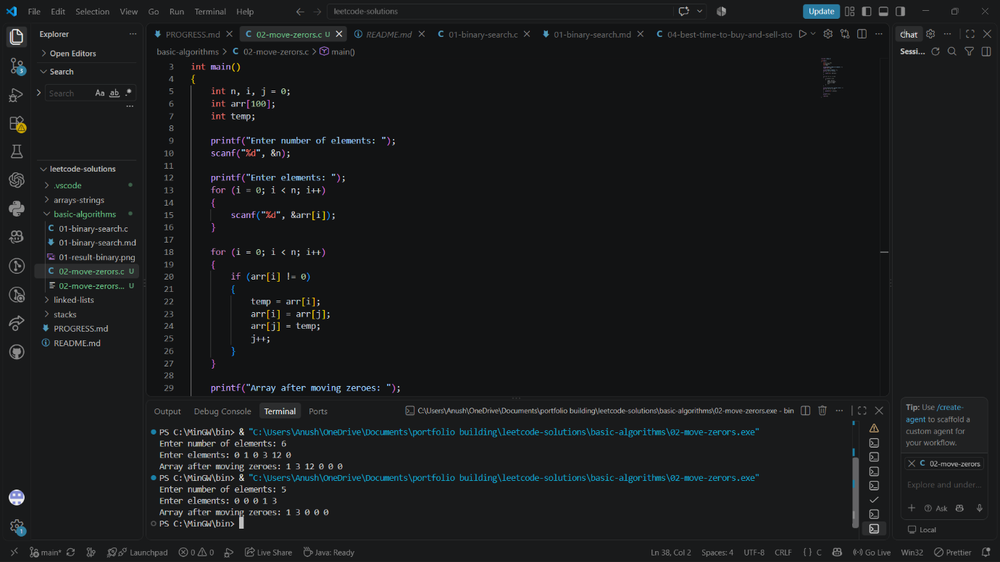 File Edit Selection View Go Run Terminal Help
leetcode-solutions
Update
Explorer
Open Editors
Search
Search Aa ab .*
leetcode-solutions
.vscode
arrays-strings
basic-algorithms
C 01-binary-search.c
01-binary-search.md
01-result-binary.png
C 02-move-zerors.c U
02-move-zerors... U
linked-lists
stacks
PROGRESS.md
README.md
3
1
PROGRESS.md
C 02-move-zerors.c U
README.md
C 01-binary-search.c
01-binary-search.md
C 04-best-time-to-buy-and-sell-sto
basic-algorithms > C 02-move-zerors.c > main()
3 int main()
4 {
5 int n, i, j = 0;
6 int arr[100];
7 int temp;
8
9 printf("Enter number of elements: ");
10 scanf("%d", &n);
11
12 printf("Enter elements: ");
13 for (i = 0; i < n; i++)
14 {
15 scanf("%d", &arr[i]);
16 }
17
18 for (i = 0; i < n; i++)
19 {
20 if (arr[i] != 0)
21 {
22 temp = arr[i];
23 arr[i] = arr[j];
24 arr[j] = temp;
25 j++;
26 }
27 }
28
29 printf("Array after moving zeroes: ");
Output Debug Console Terminal Ports
C:\Users\Anush\OneDrive\Documents\portfolio building\leetcode-solutions\basic-algorithms\02-move-zerors.exe - bin
PS C:\MinGW\bin> & "C:\Users\Anush\OneDrive\Documents\portfolio building\leetcode-solutions\basic-algorithms\02-move-zerors.exe"
Enter number of elements: 6
Enter elements: 0 1 0 3 12 0
Array after moving zeroes: 1 3 12 0 0 0
PS C:\MinGW\bin> & "C:\Users\Anush\OneDrive\Documents\portfolio building\leetcode-solutions\basic-algorithms\02-move-zerors.exe"
Enter number of elements: 5
Enter elements: 0 0 0 1 3
Array after moving zeroes: 1 3 0 0 0
PS C:\MinGW\bin>
Chat
Sessi...
Tip: Use /create-
agent to scaffold a
custom agent for
your workflow.
C 02-move-zerors
Explore and under...
Ask
Local
main*
Launchpad
0 0
Live Share
Java: Ready
Ln 38, Col 2
Spaces: 4
UTF-8
CRLF
{ } C
Go Live
Win32
Prettier